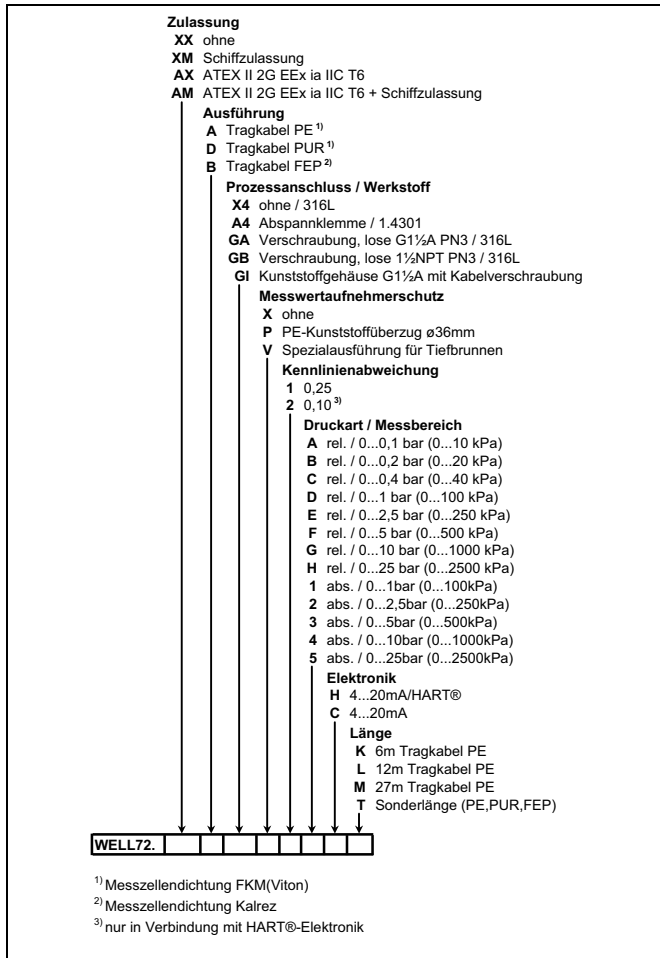 Zulassung
XX ohne
XM Schiffzulassung
AX ATEX II 2G EEx ia IIC T6
AM ATEX II 2G EEx ia IIC T6 + Schiffzulassung
Ausführung
A Tragkabel PE 1)
D Tragkabel PUR 1)
B Tragkabel FEP 2)
Prozessanschluss / Werkstoff
X4 ohne / 316L
A4 Abspannklemme / 1.4301
GA Verschraubung, lose G1½A PN3 / 316L
GB Verschraubung, lose 1½NPT PN3 / 316L
GI Kunststoffgehäuse G1½A mit Kabelverschraubung
Messwertaufnehmerschutz
X ohne
P PE-Kunststoffüberzug ø36mm
V Spezialausführung für Tiefbrunnen
Kennlinienabweichung
1 0,25
2 0,10 3)
Druckart / Messbereich
A rel. / 0...0,1 bar (0...10 kPa)
B rel. / 0...0,2 bar (0...20 kPa)
C rel. / 0...0,4 bar (0...40 kPa)
D rel. / 0...1 bar (0...100 kPa)
E rel. / 0...2,5 bar (0...250 kPa)
F rel. / 0...5 bar (0...500 kPa)
G rel. / 0...10 bar (0...1000 kPa)
H rel. / 0...25 bar (0...2500 kPa)
1 abs. / 0...1bar (0...100kPa)
2 abs. / 0...2,5bar (0...250kPa)
3 abs. / 0...5bar (0...500kPa)
4 abs. / 0...10bar (0...1000kPa)
5 abs. / 0...25bar (0...2500kPa)
Elektronik
H 4...20mA/HART®
C 4...20mA
Länge
K 6m Tragkabel PE
L 12m Tragkabel PE
M 27m Tragkabel PE
T Sonderlänge (PE,PUR,FEP)
WELL72.
1) Messzellendichtung FKM(Viton)
2) Messzellendichtung Kalrez
3) nur in Verbindung mit HART®-Elektronik